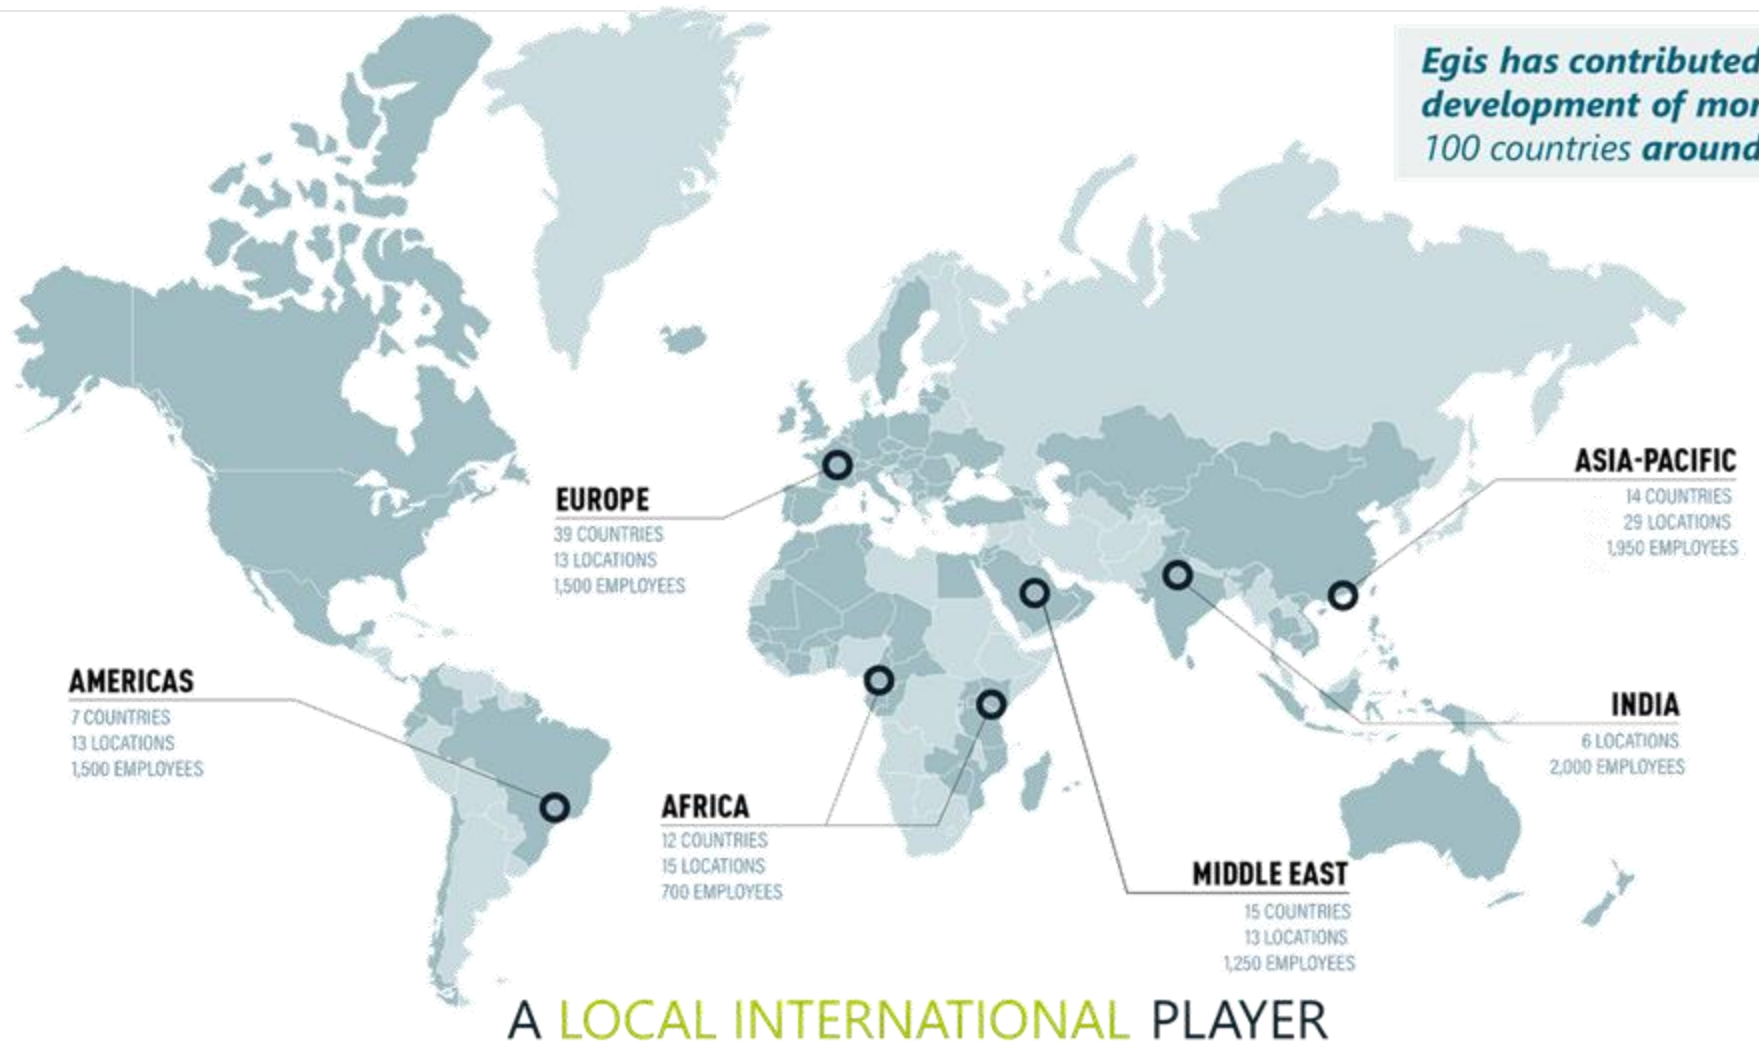 Egis has contributed
development of mor
100 countries around
EUROPE
39 COUNTRIES
13 LOCATIONS
1,500 EMPLOYEES
ASIA-PACIFIC
14 COUNTRIES
29 LOCATIONS
1,950 EMPLOYEES
AMERICAS
7 COUNTRIES
13 LOCATIONS
1,500 EMPLOYEES
INDIA
6 LOCATIONS
2,000 EMPLOYEES
AFRICA
12 COUNTRIES
15 LOCATIONS
700 EMPLOYEES
MIDDLE EAST
15 COUNTRIES
13 LOCATIONS
1,250 EMPLOYEES
A LOCAL INTERNATIONAL PLAYER